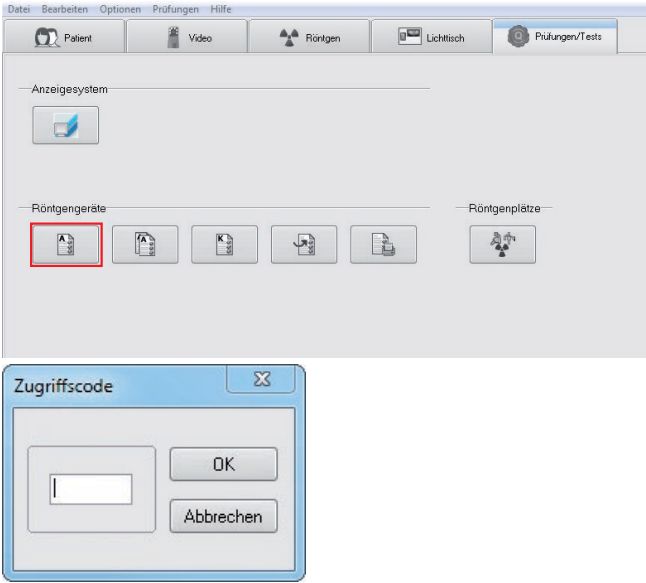 Datei Bearbeiten Optionen Prüfungen Hilfe
Patient Video Röntgen Lichttisch Prüfungen/Tests
Anzeigesystem
Röntgengeräte Röntgenplätze
A A K
Zugriffscode
OK
Abbrechen